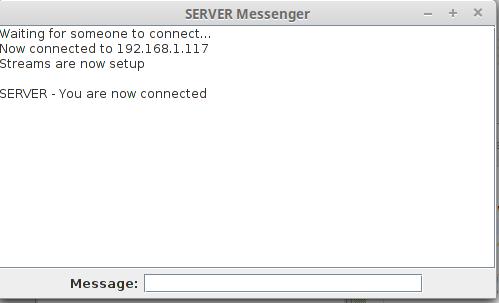 SERVER Messenger
Waiting for someone to connect...
Now connected to 192.168.1.117
Streams are now setup
SERVER - You are now connected
Message: